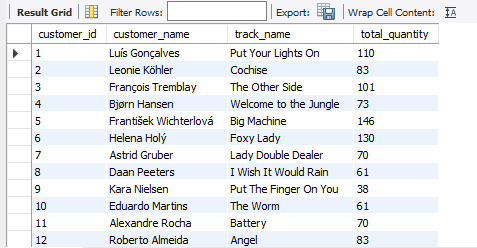 Result Grid Filter Rows: Export: Wrap Cell Content:
customer_id customer_name track_name total_quantity
1 Luís Gonçalves Put Your Lights On 110
2 Leonie Köhler Cochise 83
3 François Tremblay The Other Side 101
4 Bjørn Hansen Welcome to the Jungle 73
5 František Wichterlová Big Machine 146
6 Helena Holý Foxy Lady 130
7 Astrid Gruber Lady Double Dealer 70
8 Daan Peeters I Wish It Would Rain 61
9 Kara Nielsen Put The Finger On You 38
10 Eduardo Martins The Worm 61
11 Alexandre Rocha Battery 70
12 Roberto Almeida Angel 83